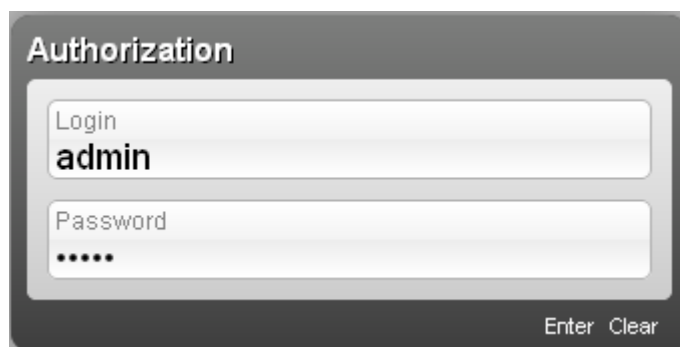 Authorization
Login
admin
Password
•••••
Enter Clear